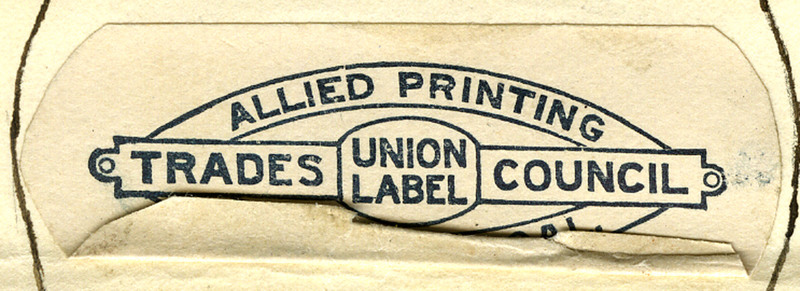 ALLIED PRINTING
TRADES UNION COUNCIL
LABEL